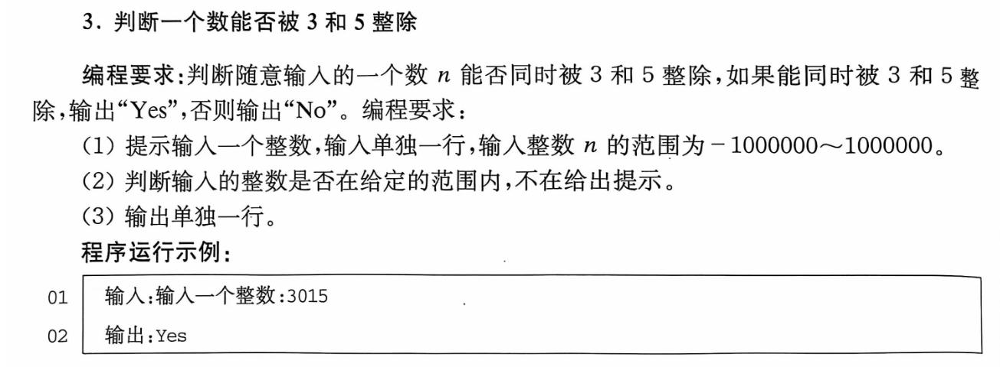 3. 判断一个数能否被 3 和 5 整除
编程要求:判断随意输入的一个数 n 能否同时被 3 和 5 整除,如果能同时被 3 和 5 整
除,输出“Yes”,否则输出“No”。编程要求:
(1) 提示输入一个整数,输入单独一行,输入整数 n 的范围为-1000000~1000000。
(2) 判断输入的整数是否在给定的范围内,不在给出提示。
(3) 输出单独一行。
程序运行示例:
01 输入:输入一个整数:3015
02 输出:Yes